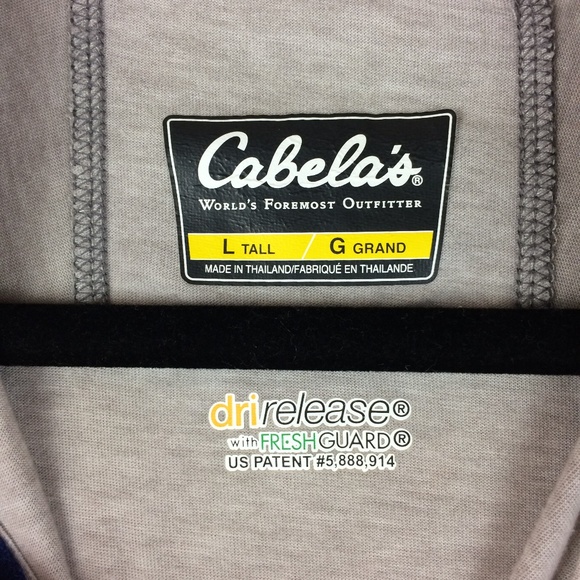 Cabela's®
WORLD'S FOREMOST OUTFITTER
L TALL / G GRAND
MADE IN THAILAND/FABRIQUÉ EN THAILANDE
drirelease®
with FRESHGUARD®
US PATENT #5,888,914